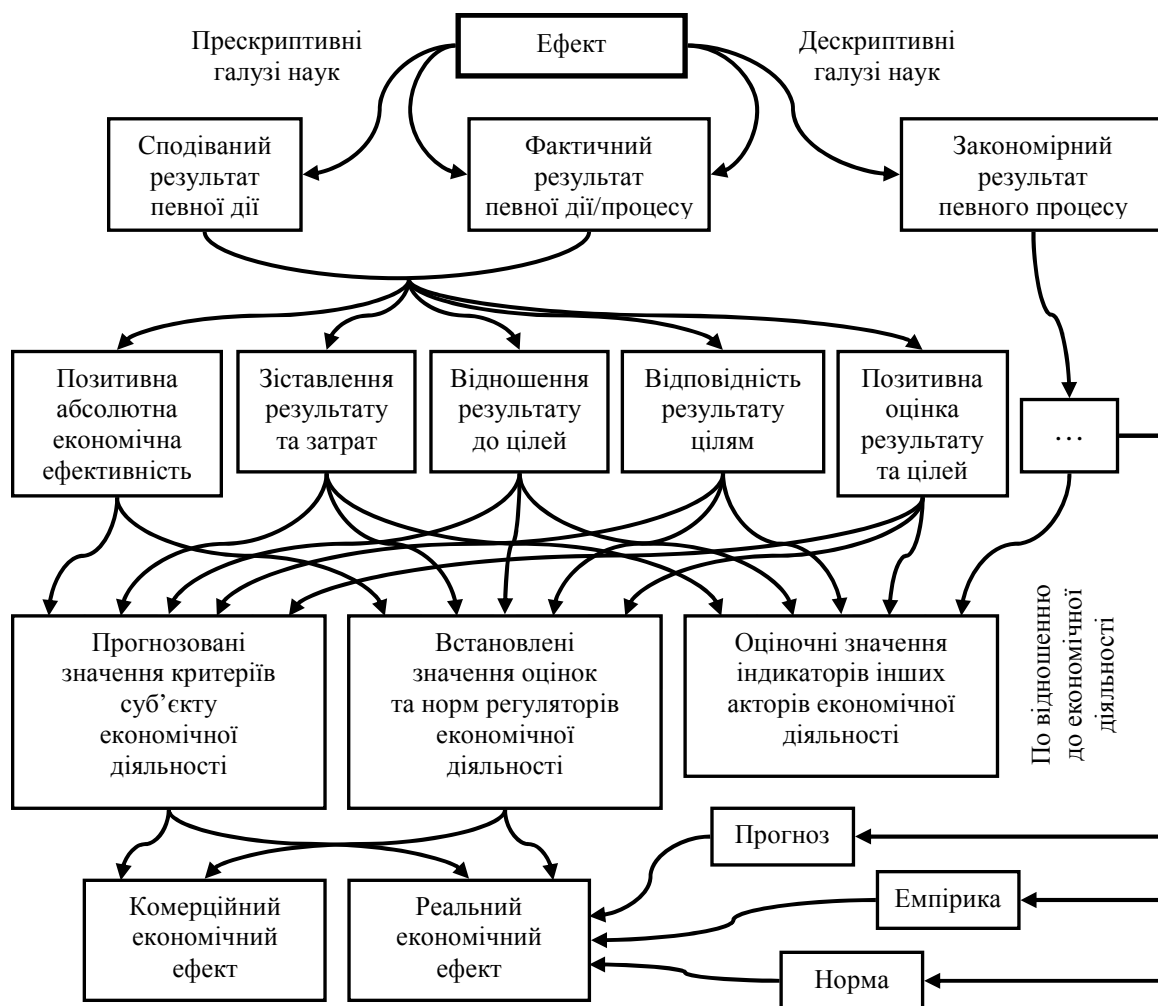 Прескриптивні
галузі наук
Ефект
Дескриптивні
галузі наук
Сподіваний
результат
певної дії
Фактичний
результат
певної дії/процесу
Закономірний
результат
певного процесу
Позитивна
абсолютна
економічна
ефективність
Зіставлення
результату
та затрат
Відношення
результату
до цілей
Відповідність
результату
цілям
Позитивна
оцінка
результату
та цілей
…
Прогнозовані
значення критеріїв
суб’єкту
економічної
діяльності
Встановлені
значення оцінок
та норм регуляторів
економічної
діяльності
Оціночні значення
індикаторів інших
акторів економічної
діяльності
По відношенню
до економічної
діяльності
Прогноз
Емпірика
Норма
Комерційний
економічний
ефект
Реальний
економічний
ефект